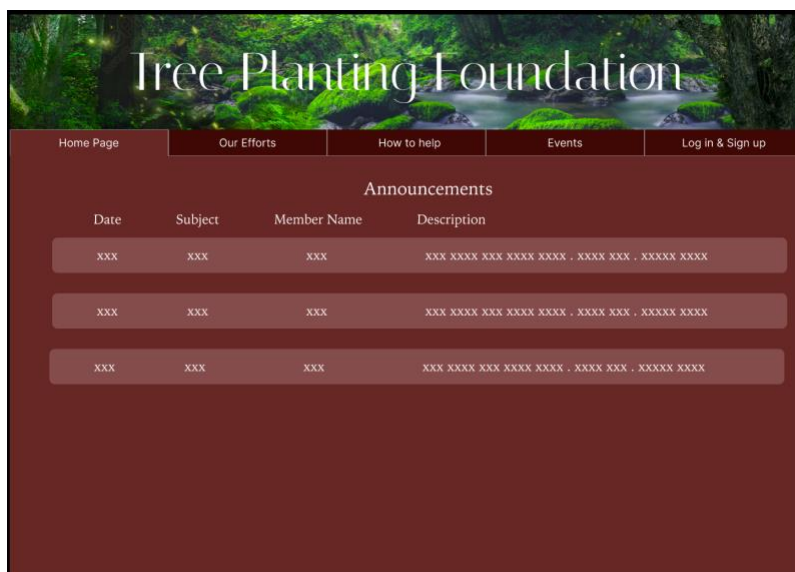 Tree Planting Foundation
Home Page Our Efforts How to help Events Log in & Sign up
Announcements
Date Subject Member Name Description
xxx xxx xxx xxx xxxx xxx xxxx xxxx . xxxx xxx . xxxxx xxxx
xxx xxx xxx xxx xxxx xxx xxxx xxxx . xxxx xxx . xxxxx xxxx
xxx xxx xxx xxx xxxx xxx xxxx xxxx . xxxx xxx . xxxxx xxxx